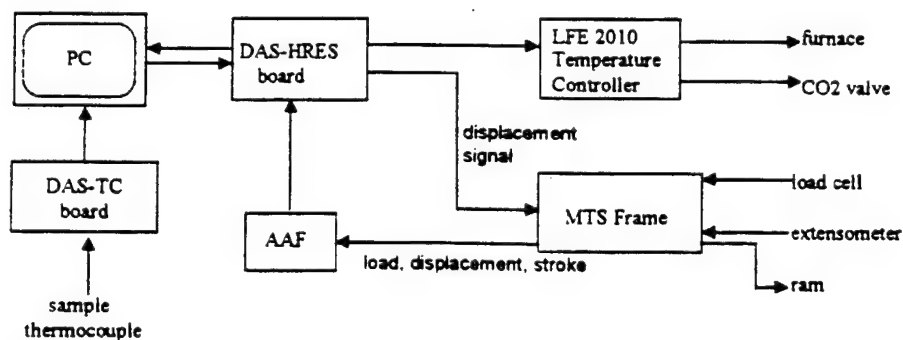 PC
DAS-HRES
board
LFE 2010
Temperature
Controller
furnace
CO2 valve
displacement
signal
DAS-TC
board
AAF
MTS Frame
load cell
extensometer
ram
load, displacement, stroke
sample
thermocouple